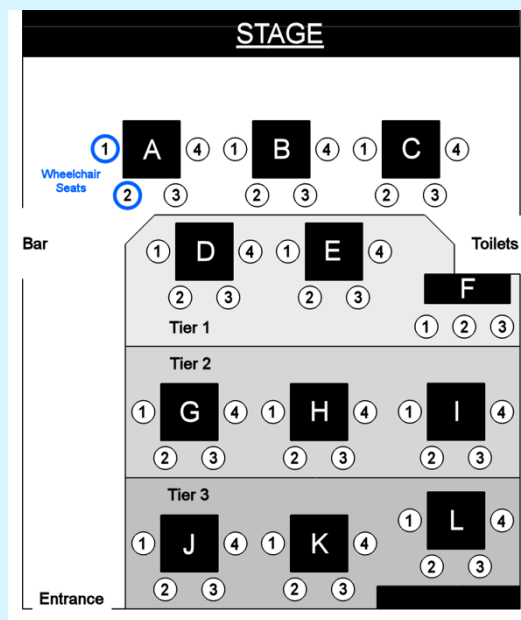 STAGE
1 A 4 1 B 4 1 C 4
Wheelchair
Seats
2 3 2 3 2 3
Bar
Toilets
1 D 4 1 E 4
F
2 3 2 3
1 2 3
Tier 1
Tier 2
1 G 4 1 H 4 1 I 4
2 3 2 3 2 3
Tier 3
1 L 4
1 J 4 1 K 4
2 3
2 3 2 3
Entrance